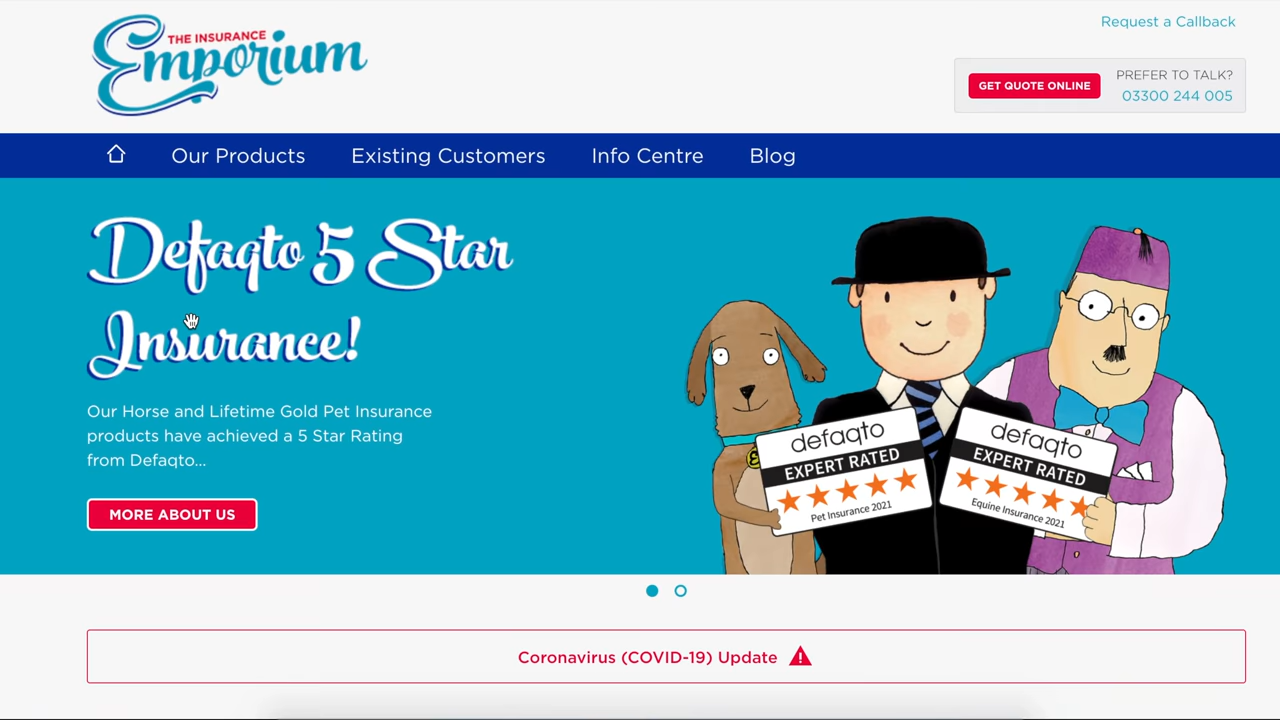 THE INSURANCE
Emporium
Request a Callback
GET QUOTE ONLINE
PREFER TO TALK?
03300 244 005
Our Products
Existing Customers
Info Centre
Blog
Defaqto 5 Star
Insurance!
Our Horse and Lifetime Gold Pet Insurance
products have achieved a 5 Star Rating
from Defaqto...
MORE ABOUT US
defaqto
EXPERT RATED
Pet Insurance 2021
defaqto
EXPERT RATED
Equine Insurance 2021
Coronavirus (COVID-19) Update